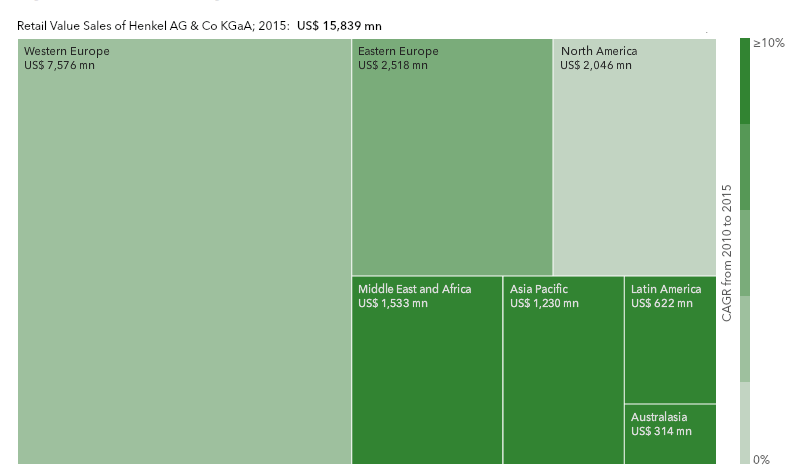 Retail Value Sales of Henkel AG & Co KGaA; 2015: US$ 15,839 mn
Western Europe
US$ 7,576 mn
Eastern Europe
US$ 2,518 mn
North America
US$ 2,046 mn
Middle East and Africa
US$ 1,533 mn
Asia Pacific
US$ 1,230 mn
Latin America
US$ 622 mn
Australasia
US$ 314 mn
≥10%
CAGR from 2010 to 2015
0%